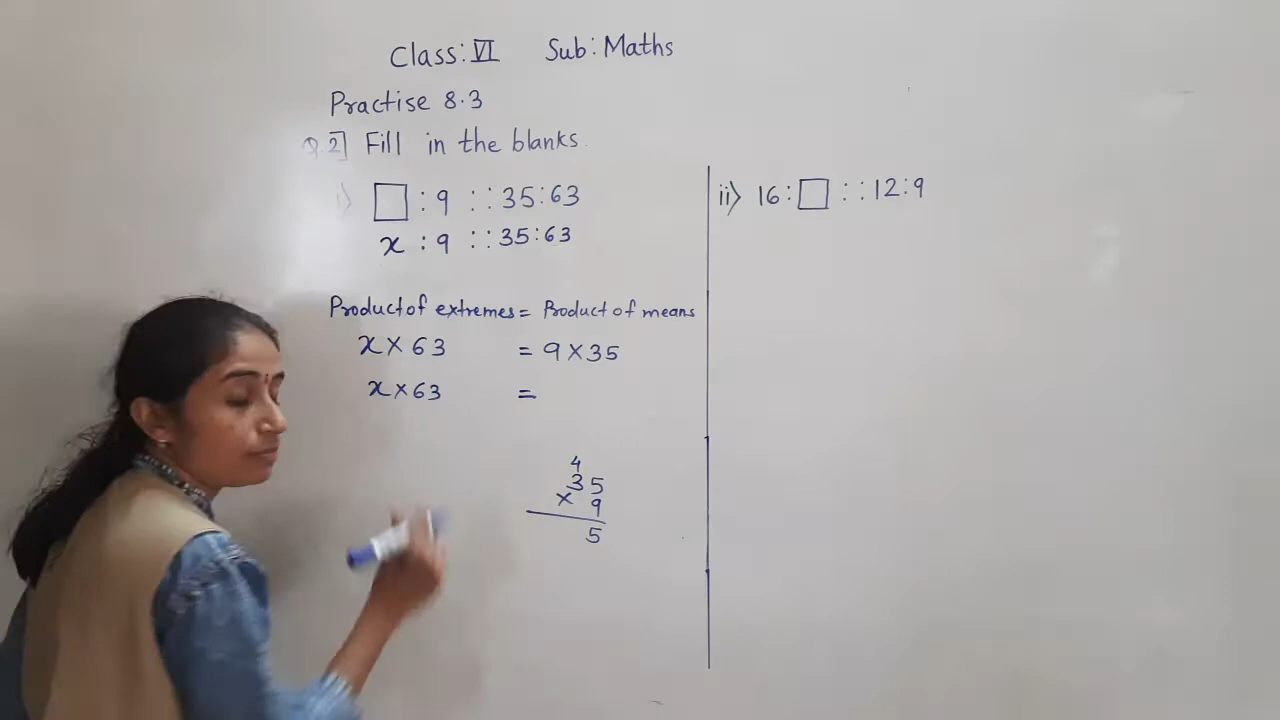 Class: VI Sub: Maths
Practise 8.3
Q.2] Fill in the blanks.
i) □ : 9 :: 35:63
x : 9 :: 35:63
Product of extremes = Product of means
x × 63 = 9 × 35
x × 63 =
4
35
× 9
5
ii) 16 : □ :: 12:9